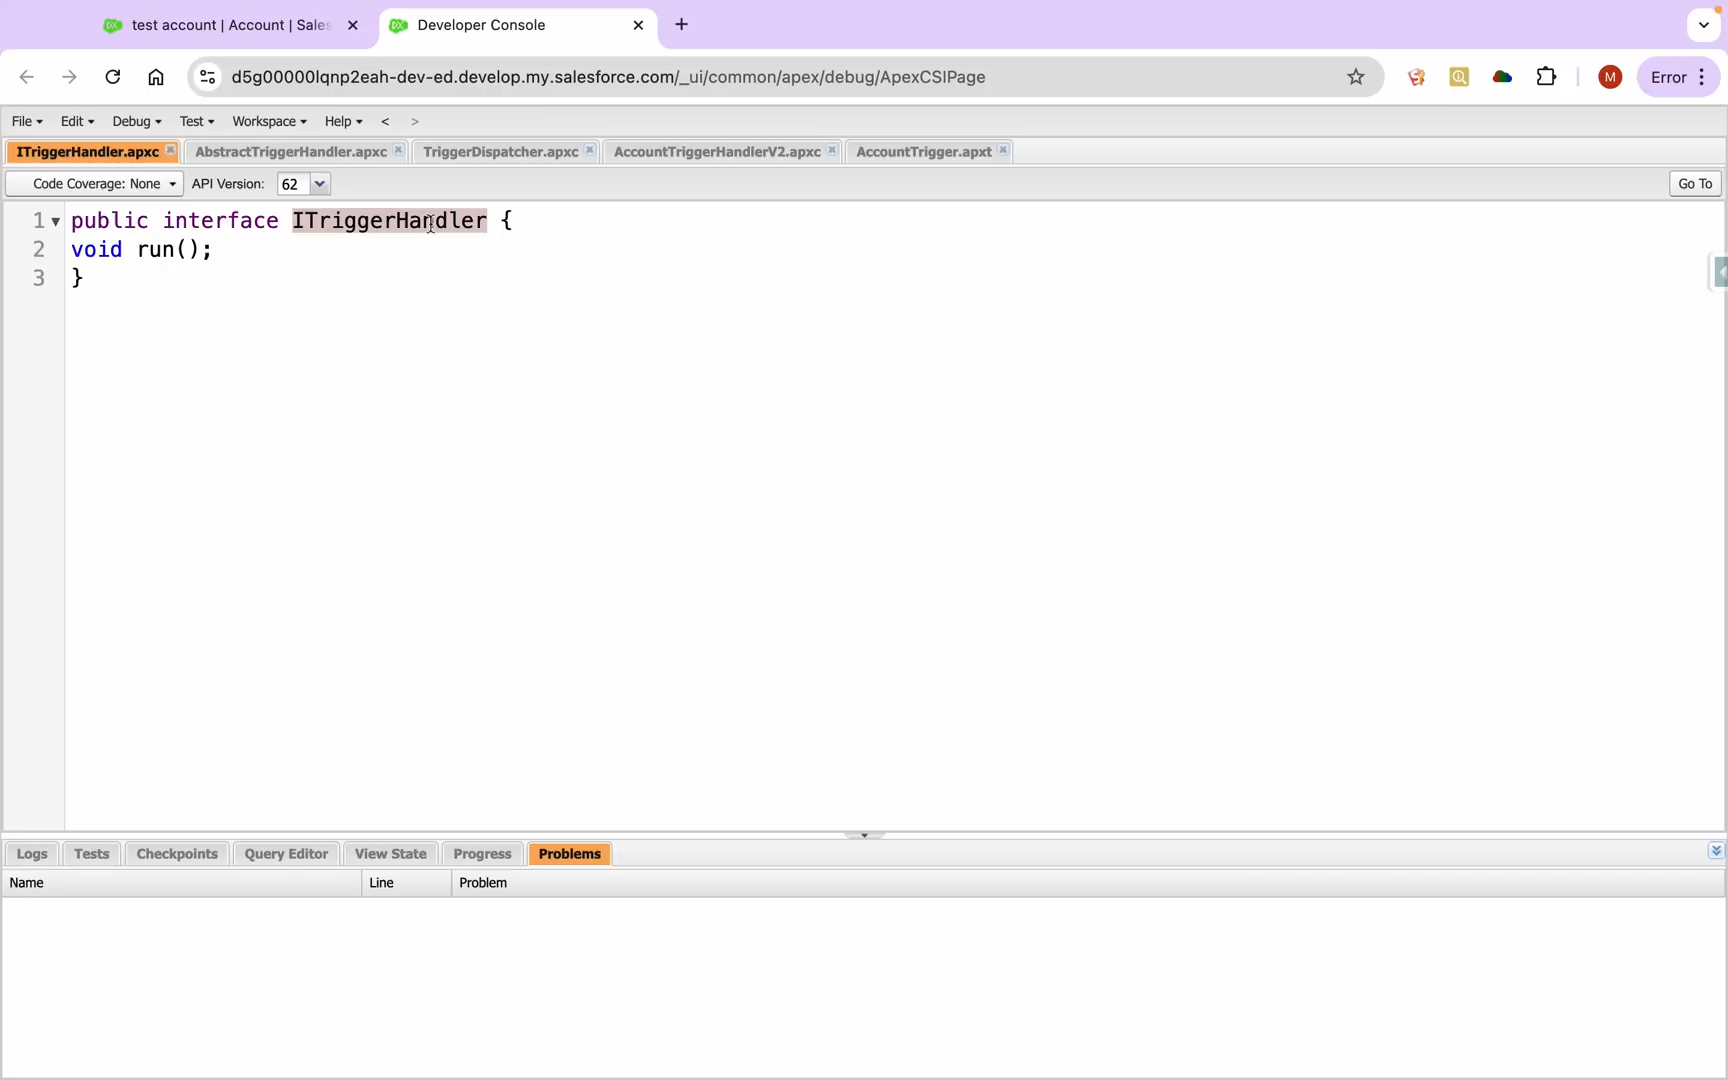 test account | Account | Sales
Developer Console
d5g00000lqnp2eah-dev-ed.develop.my.salesforce.com/_ui/common/apex/debug/ApexCSIPage
M
Error
File Edit Debug Test Workspace Help < >
ITriggerHandler.apxc AbstractTriggerHandler.apxc TriggerDispatcher.apxc AccountTriggerHandlerV2.apxc AccountTrigger.apxt
Code Coverage: None API Version: 62 Go To
1 public interface ITriggerHandler {
2 void run();
3 }
Logs Tests Checkpoints Query Editor View State Progress Problems
Name Line Problem